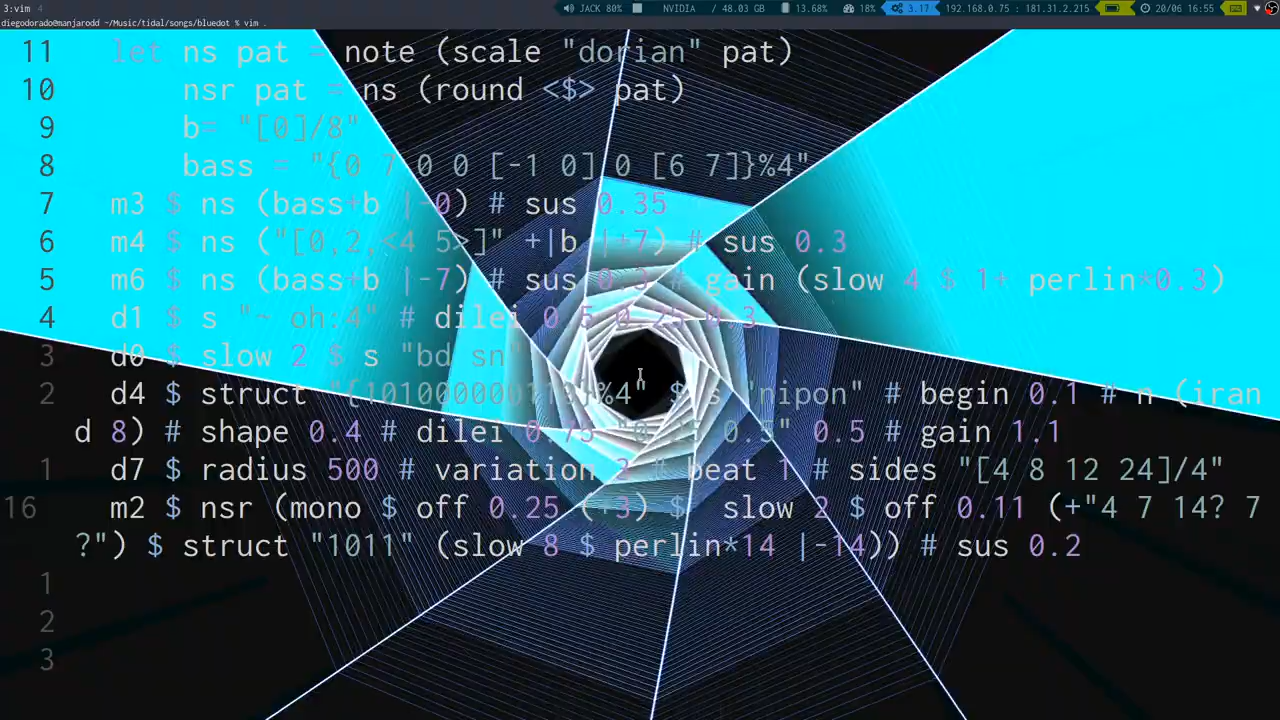 3:vim 4 JACK 80% NVIDIA / 48.03 GB 13.68% 18% 3.17 192.168.0.75 : 181.31.2.215 20/06 16:55
diegodorado@manjarodd ~/Music/tidal/songs/bluedot % vim .
11 let ns pat = note (scale "dorian" pat)
10 nsr pat = ns (round <$> pat)
9 b= "[0]/8"
8 bass = "{0 7 0 0 [-1 0] 0 [6 7]}%4"
7 m3 $ ns (bass+b |-0) # sus 0.35
6 m4 $ ns ("[0,2,<4 5>]" +|b |+7) # sus 0.3
5 m6 $ ns (bass+b |-7) # sus 0.3 # gain (slow 4 $ 1+ perlin*0.3)
4 d1 $ s "~ oh:4" # dilei 0.5 0.25 0.3
3 d0 $ slow 2 $ s "bd sn"
2 d4 $ struct $ s "nipon" # begin 0.1 # n (iran
d 8) # shape 0.4 # dilei 0.75 0.5" 0.5 # gain 1.1
1 d7 $ radius 500 # variation 2 # beat 1 # sides "[4 8 12 24]/4"
16 m2 $ nsr (mono $ off 0.25 (+3) $ slow 2 $ off 0.11 (+"4 7 14? 7
?") $ struct "1011" (slow 8 $ perlin*14 |-14)) # sus 0.2
1
2
3